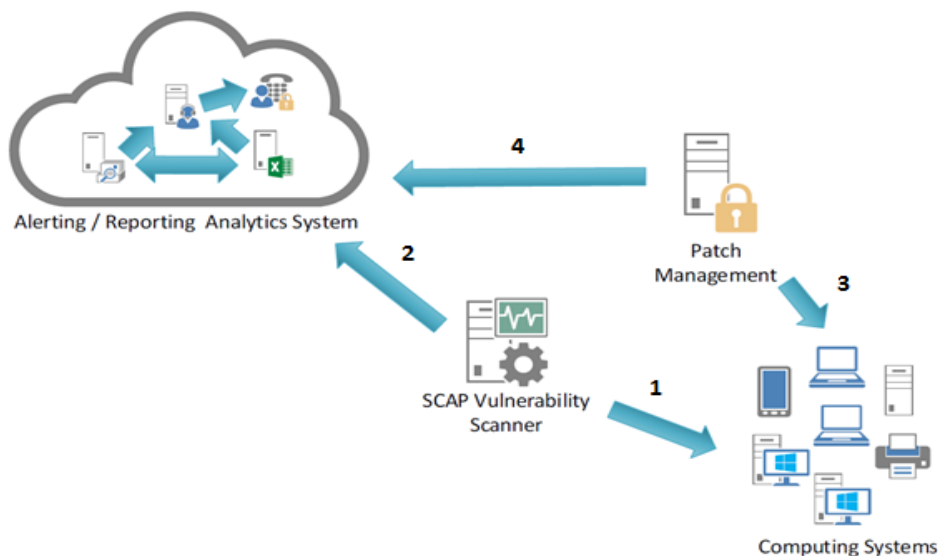 4
Alerting / Reporting Analytics System
Patch
Management
2
3
SCAP Vulnerability
Scanner
1
Computing Systems